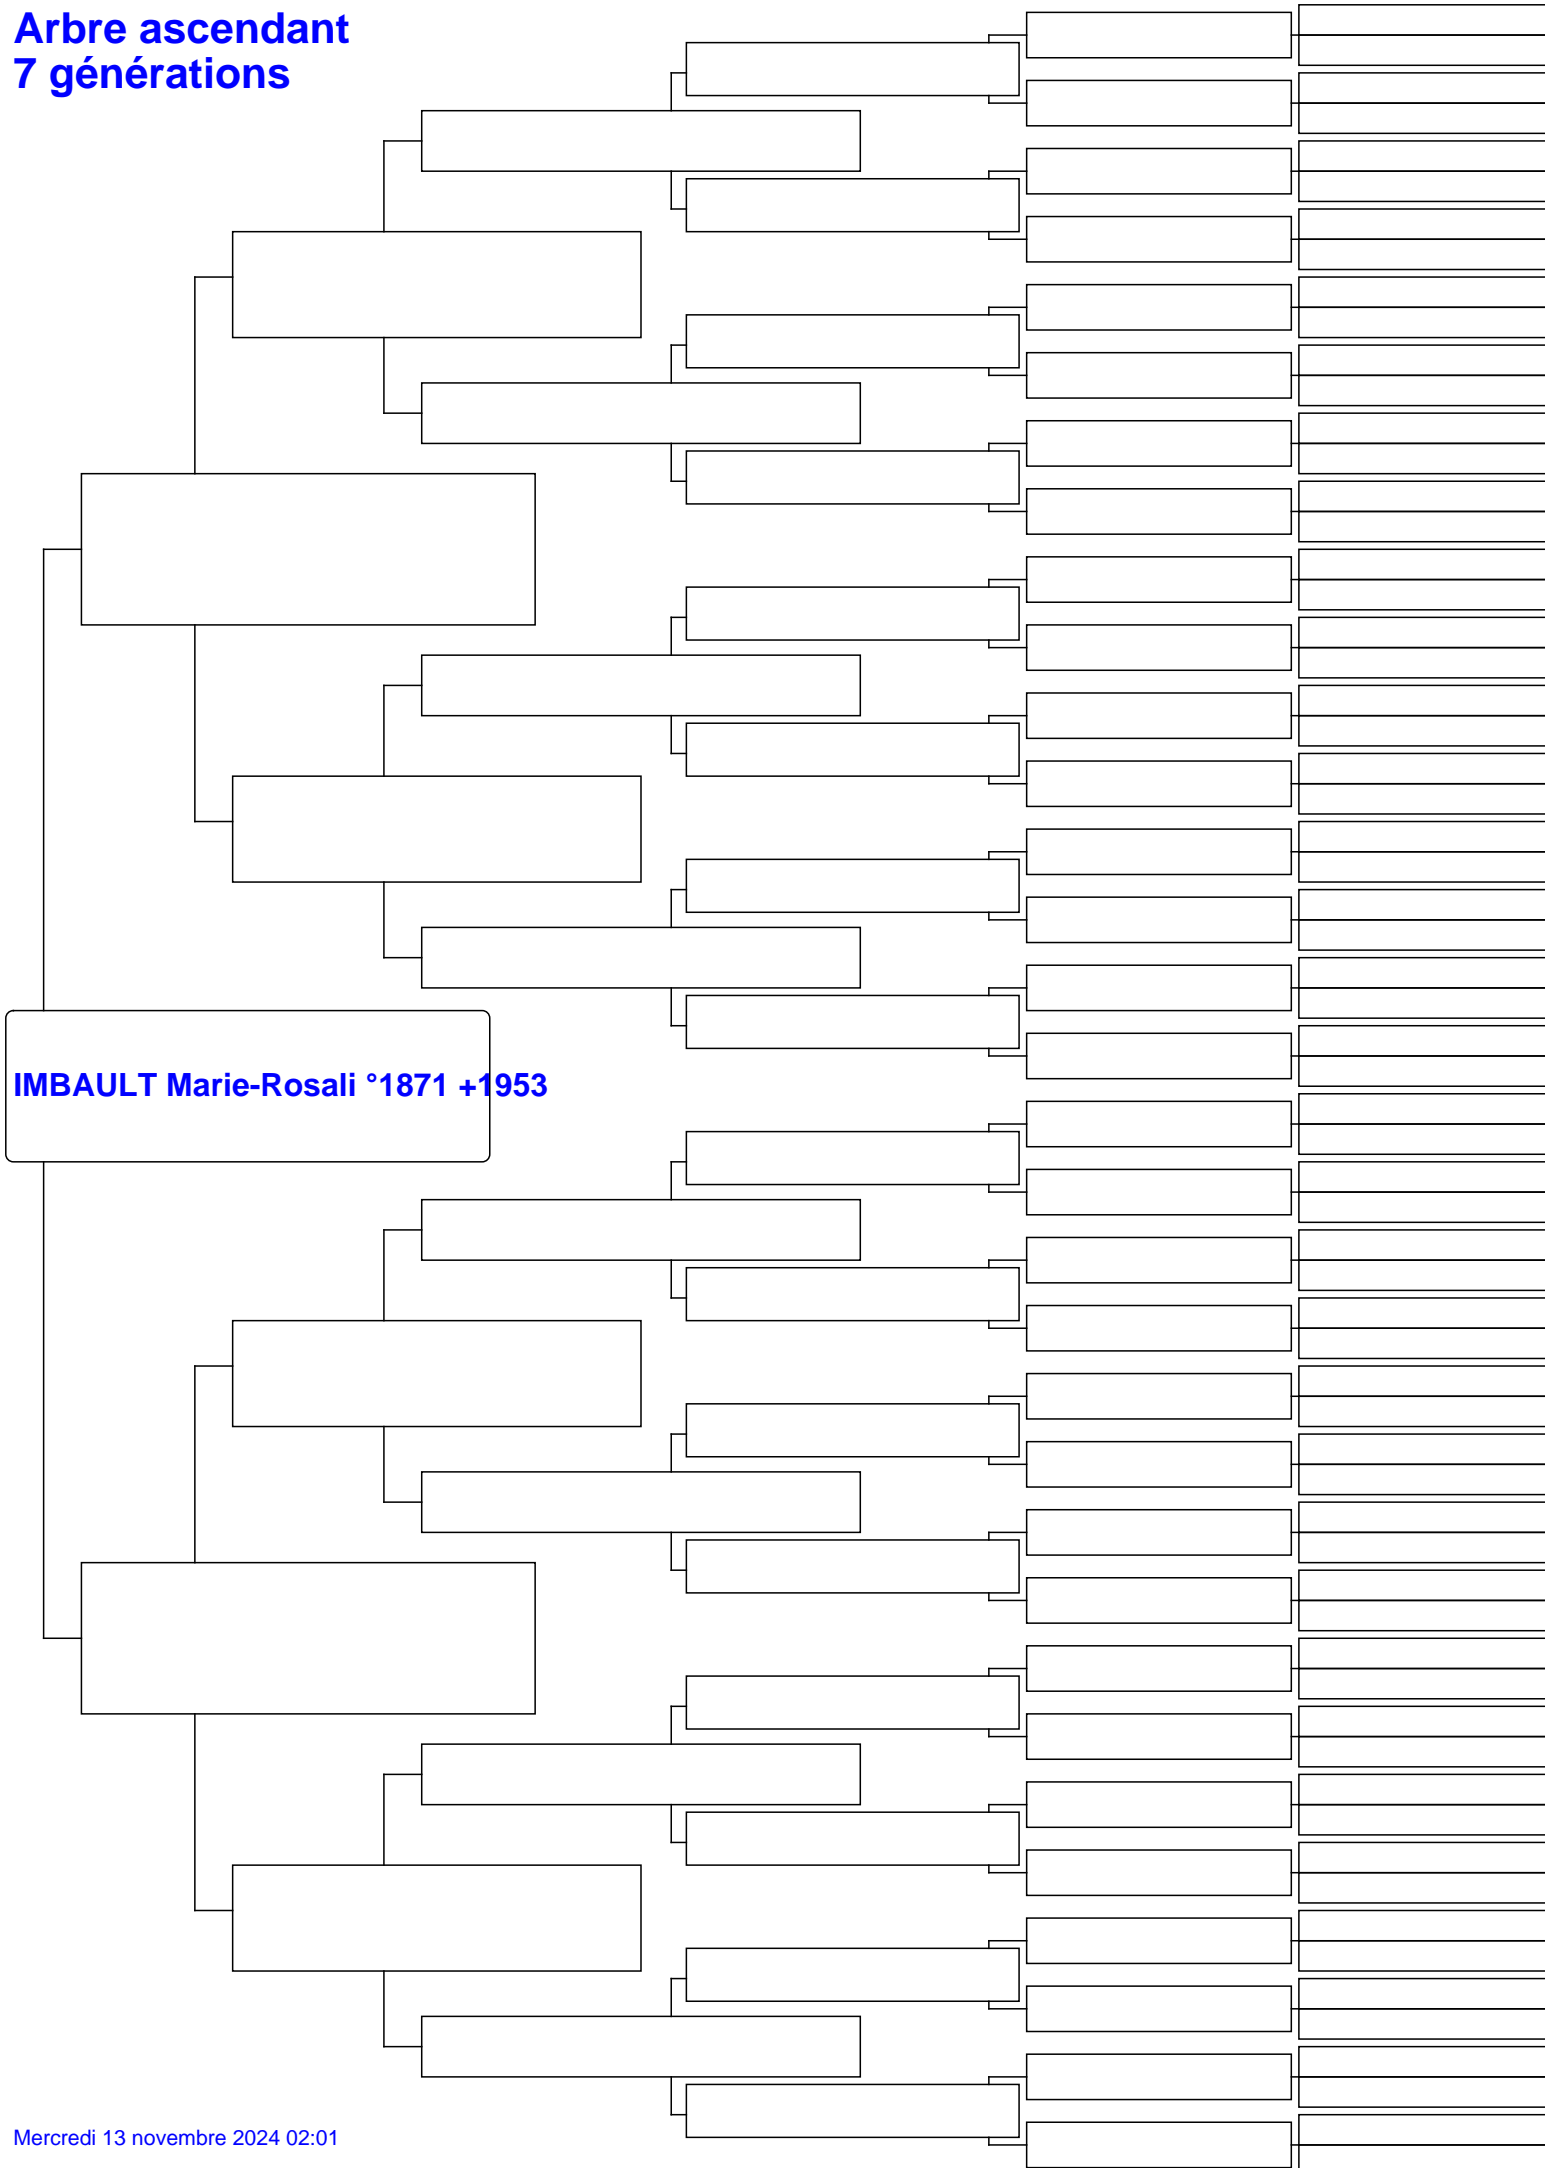 Arbre ascendant
7 générations
IMBAULT Marie-Rosali °1871 +1953
Mercredi 13 novembre 2024 02:01